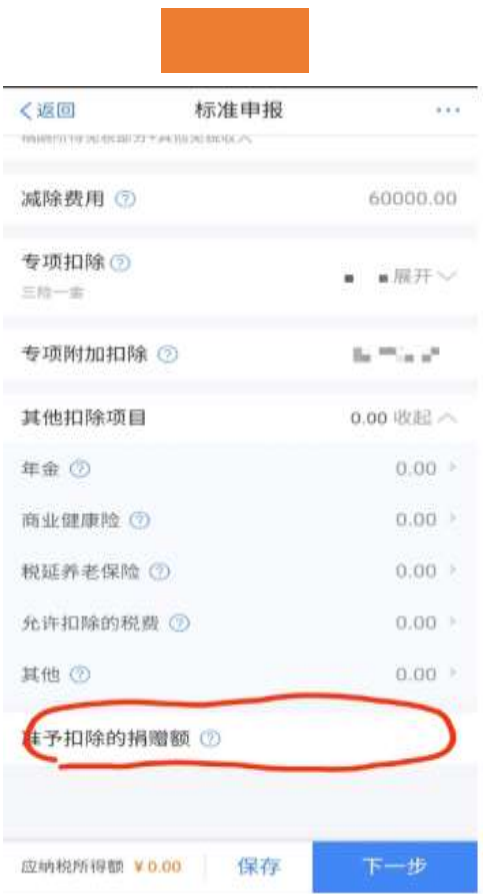 返回 标准申报 ...
减除费用 60000.00
专项扣除 展开
三险一金
专项附加扣除
其他扣除项目 0.00 收起
年金 0.00
商业健康险 0.00
税延养老保险 0.00
允许扣除的税费 0.00
其他 0.00
准予扣除的捐赠额
应纳税所得额 ¥0.00 保存 下一步